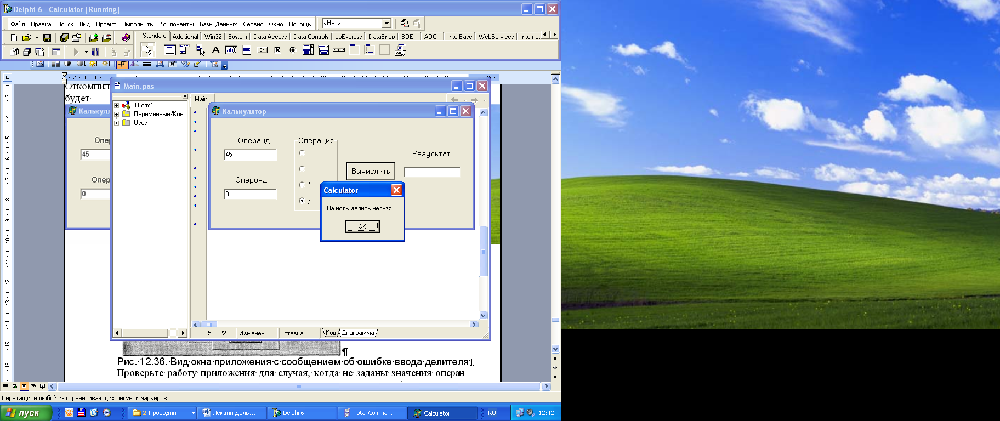 Delphi 6 - Calculator [Running]
Файл Правка Поиск Вид Проект Выполнить Компоненты Базы Данных Сервис Окно Помощь <Нет>
Standard Additional Win32 System Data Access Data Controls dbExpress DataSnap BDE ADO InterBase WebServices Internet
Откомпил
будет
Main.pas
Main
TForm1
Переменные/Конст
Uses
Калькуля
Опе
45
Опер
0
Калькулятор
Операнд
45
Операнд
0
Операция
+
-
*
/
Вычислить
Результат
Calculator
На ноль делить нельзя
OK
56: 22 Изменен Вставка Код Диаграмма
¶
Рис.·12.36.·Вид·окна·приложения·с·сообщением·об·ошибке·ввода·делителя¶
Проверьте· работу· приложения· для· случая,· когда· не· заданы· значения· операн¬
Перетащите любой из ограничивающих рисунок маркеров.
пуск 2 Проводник Лекции Дель... Delphi 6 Total Comman... Calculator RU 12:42